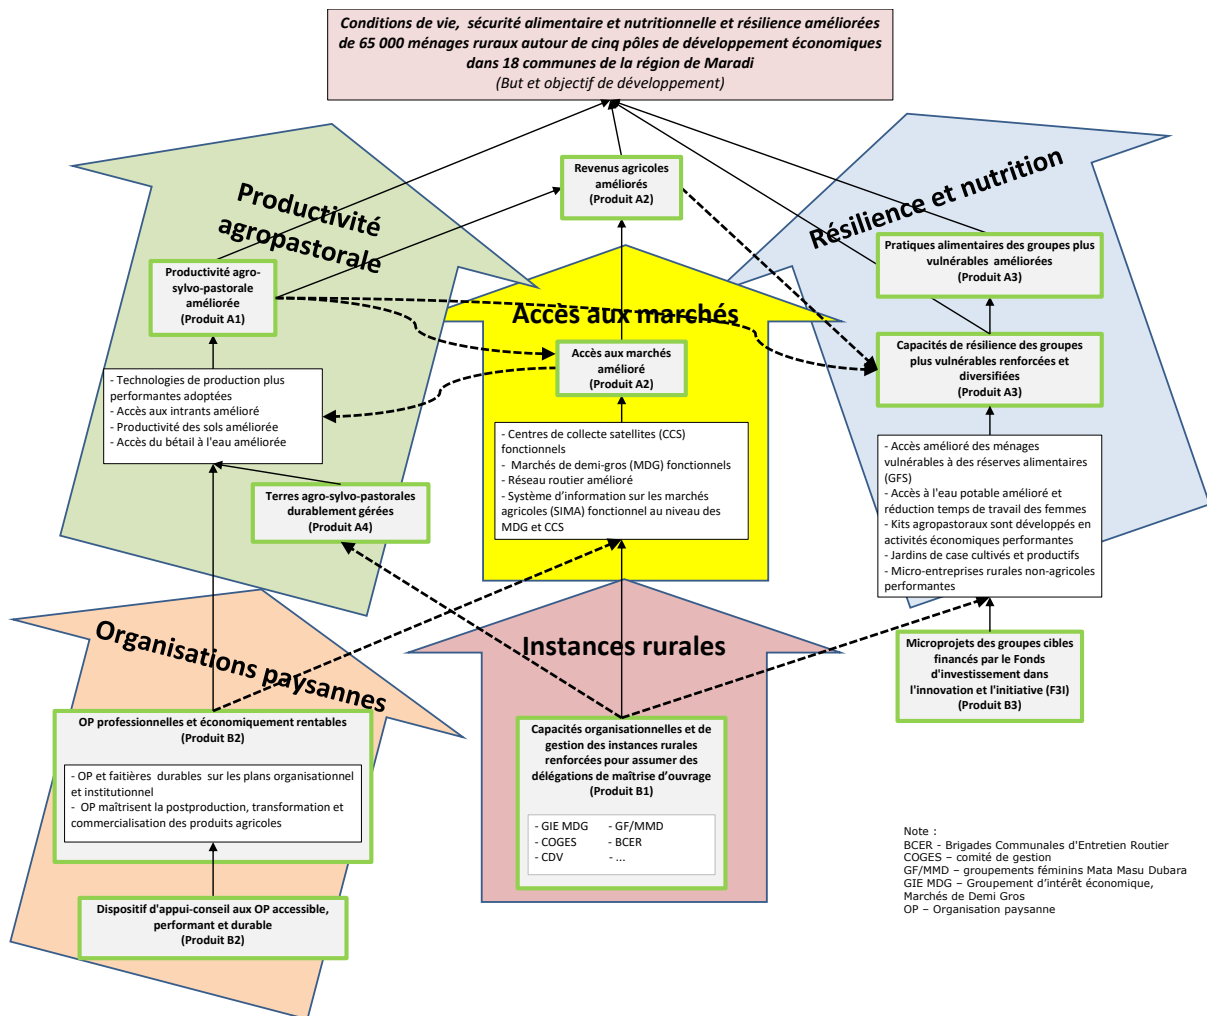 Conditions de vie, sécurité alimentaire et nutritionnelle et résilience améliorées
de 65 000 ménages ruraux autour de cinq pôles de développement économiques
dans 18 communes de la région de Maradi
(But et objectif de développement)
Productivité
agropastorale
Revenus agricoles
améliorés
(Produit A2)
Résilience et nutrition
Productivité agro-
sylvo-pastorale
améliorée
(Produit A1)
Pratiques alimentaires des groupes plus
vulnérables améliorées
(Produit A3)
Accès aux marchés
Accès aux marchés
amélioré
(Produit A2)
Capacités de résilience des groupes
plus vulnérables renforcées et
diversifiées
(Produit A3)
- Technologies de production plus
performantes adoptées
- Accès aux intrants amélioré
- Productivité des sols améliorée
- Accès du bétail à l'eau améliorée
- Centres de collecte satellites (CCS)
fonctionnels
- Marchés de demi-gros (MDG) fonctionnels
- Réseau routier amélioré
- Système d'information sur les marchés
agricoles (SIMA) fonctionnel au niveau des
MDG et CCS
- Accès amélioré des ménages
vulnérables à des réserves alimentaires
(GFS)
- Accès à l'eau potable amélioré et
réduction temps de travail des femmes
- Kits agropastoraux sont développés en
activités économiques performantes
- Jardins de case cultivés et productifs
- Micro-entreprises rurales non-agricoles
performantes
Terres agro-sylvo-pastorales
durablement gérées
(Produit A4)
Organisations paysannes
Instances rurales
Microprojets des groupes cibles
financés par le Fonds
d'investissement dans
l'innovation et l'initiative (F3I)
(Produit B3)
OP professionnelles et économiquement rentables
(Produit B2)
- OP et faitières durables sur les plans organisationnel
et institutionnel
- OP maîtrisent la postproduction, transformation et
commercialisation des produits agricoles
Capacités organisationnelles et de
gestion des instances rurales
renforcées pour assumer des
délégations de maîtrise d'ouvrage
(Produit B1)
- GIE MDG - GF/MMD
- COGES - BCER
- CDV - ...
Dispositif d'appui-conseil aux OP accessible,
performant et durable
(Produit B2)
Note :
BCER - Brigades Communales d'Entretien Routier
COGES – comité de gestion
GF/MMD – groupements féminins Mata Masu Dubara
GIE MDG – Groupement d'intérêt économique,
Marchés de Demi Gros
OP – Organisation paysanne